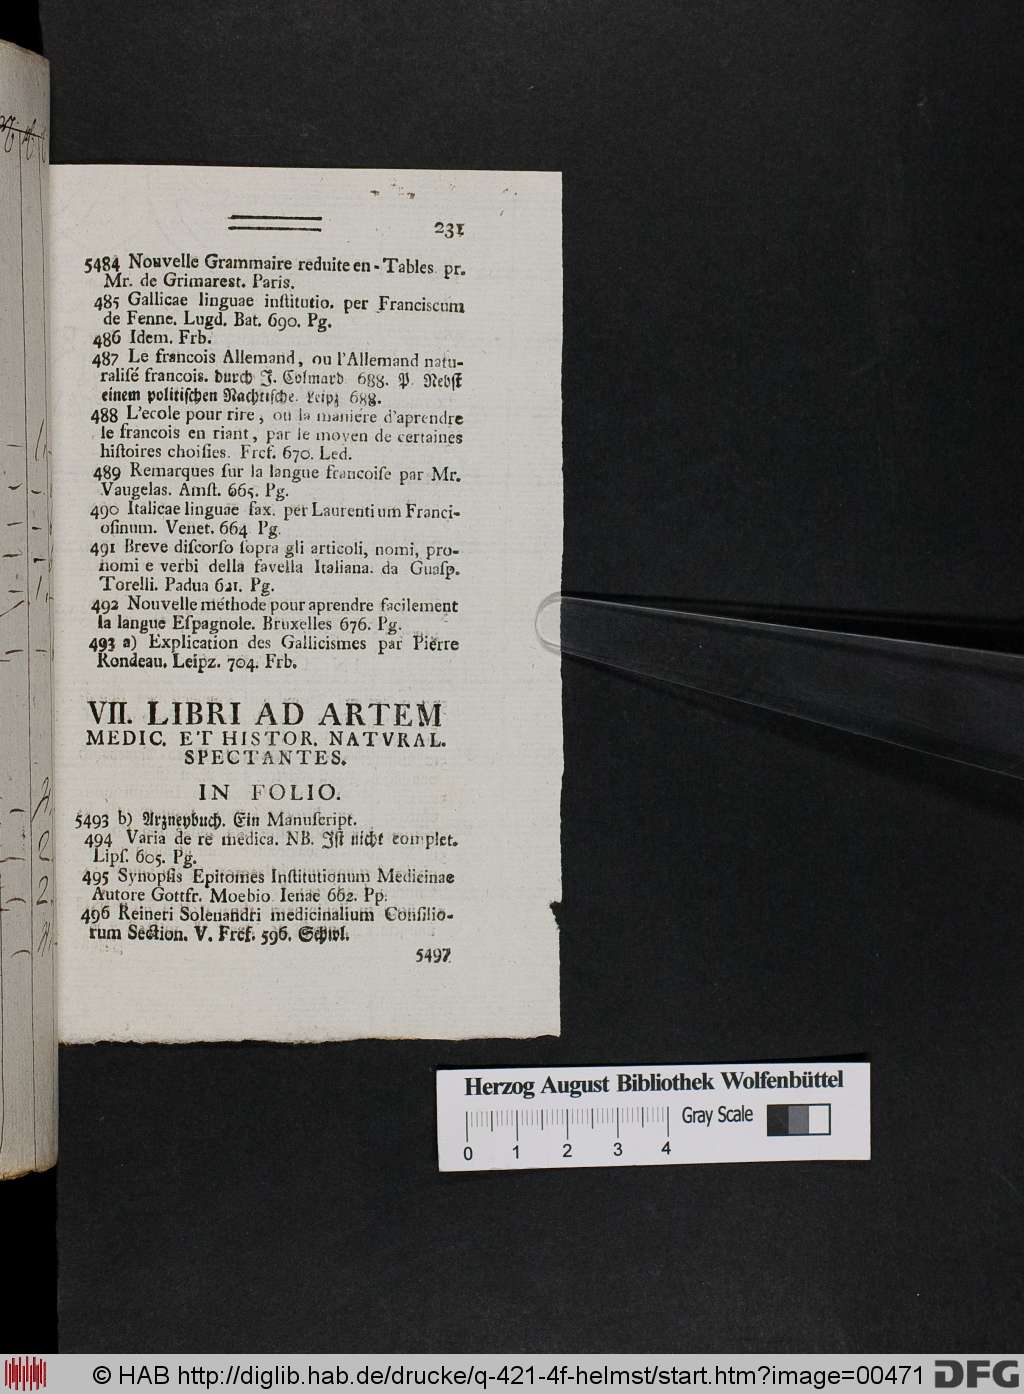 231
5484 Nouvelle Grammaire reduite en-Tables pr.
Mr. de Grimarest. Paris.
485 Gallicae linguae inſtitutio. per Franciscum
de Fenne. Lugd. Bat. 690. Pg.
486 Idem. Frb.
487 Le francois Allemand, ou l'Allemand natu-
raliſé francois. durch J. Coſmard 688. P. Nebſt
einem politiſchen Nachtiſche. Leipz 688.
488 L'ecole pour rire, ou la maniére d'aprendre
le francois en riant, par le moyen de certaines
hiſtoires choiſies. Frcf. 670. Led.
489 Remarques ſur la langue francoiſe par Mr.
Vaugelas. Amſt. 665. Pg.
490 Italicae linguae fax. per Laurentium Franci-
oſinum. Venet. 664 Pg.
491 Breve diſcorſo ſopra gli articoli, nomi, pro-
nomi e verbi della favella Italiana. da Guaſp.
Torelli. Padua 621. Pg.
492 Nouvelle méthode pour aprendre facilement
la langue Eſpagnole. Bruxelles 676. Pg.
493 a) Explication des Gallicismes par Pierre
Rondeau. Leipz. 704. Frb.
VII. LIBRI AD ARTEM
MEDIC. ET HISTOR. NATVRAL.
SPECTANTES.
IN FOLIO.
5493 b) Arzneybuch. Ein Manuſcript.
494 Varia de re medica. NB. Iſt nicht complet.
Lipſ. 605. Pg.
495 Synopſis Epitomes Inſtitutionum Medicinae
Autore Gottfr. Moebio Ienae 662. Pp.
496 Reineri Solenandri medicinalium Conſilio-
rum Section. V. Frcf. 596. Schwl.
5497
Herzog August Bibliothek Wolfenbüttel
Gray Scale
0 1 2 3 4
© HAB http://diglib.hab.de/drucke/q-421-4f-helmst/start.htm?image=00471
DFG